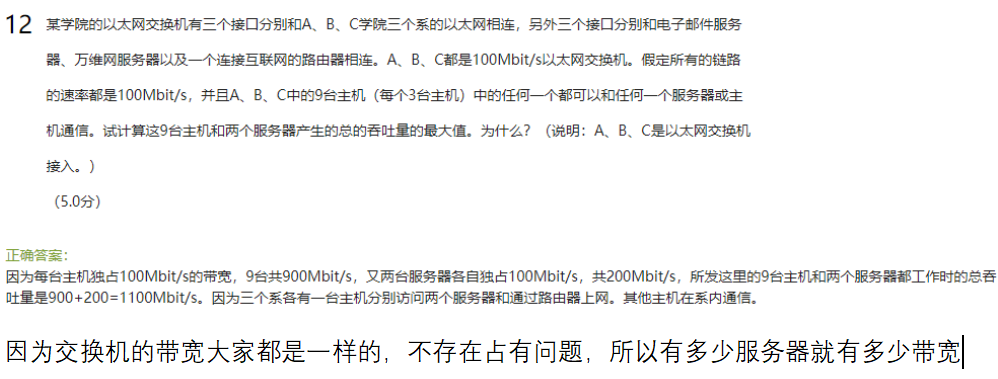 12 某学院的以太网交换机有三个接口分别和A、B、C学院三个系的以太网相连，另外三个接口分别和电子邮件服务
器、万维网服务器以及一个连接互联网的路由器相连。A、B、C都是100Mbit/s以太网交换机。假定所有的链路
的速率都是100Mbit/s，并且A、B、C中的9台主机（每个3台主机）中的任何一个都可以和任何一个服务器或主
机通信。试计算这9台主机和两个服务器产生的总的吞吐量的最大值。为什么？（说明：A、B、C是以太网交换机
接入。）
（5.0分）
正确答案：
因为每台主机独占100Mbit/s的带宽，9台共900Mbit/s，又两台服务器各自独占100Mbit/s，共200Mbit/s，所发这里的9台主机和两个服务器都工作时的总吞
吐量是900+200=1100Mbit/s。因为三个系各有一台主机分别访问两个服务器和通过路由器上网。其他主机在系内通信。
因为交换机的带宽大家都是一样的，不存在占有问题，所以有多少服务器就有多少带宽